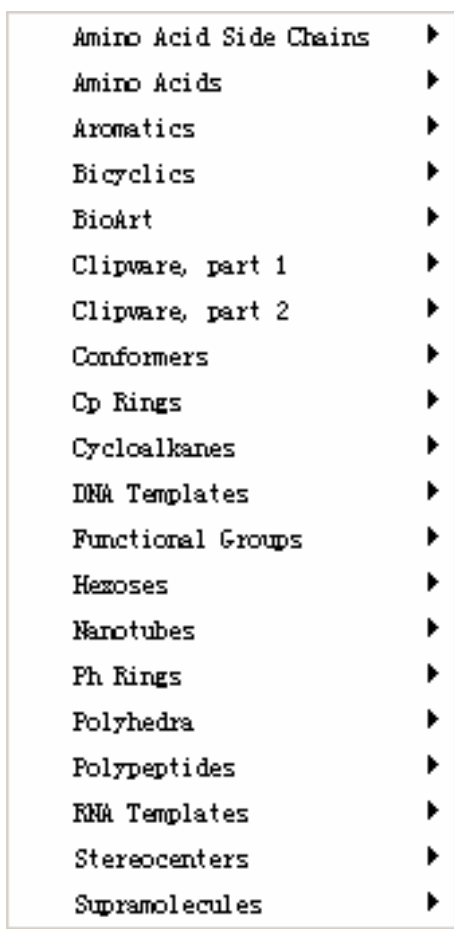 Amino Acid Side Chains
Amino Acids
Aromatics
Bicyclics
BioArt
Clipware, part 1
Clipware, part 2
Conformers
Cp Rings
Cycloalkanes
DNA Templates
Functional Groups
Hexoses
Nanotubes
Ph Rings
Polyhedra
Polypeptides
RNA Templates
Stereocenters
Supramolecules